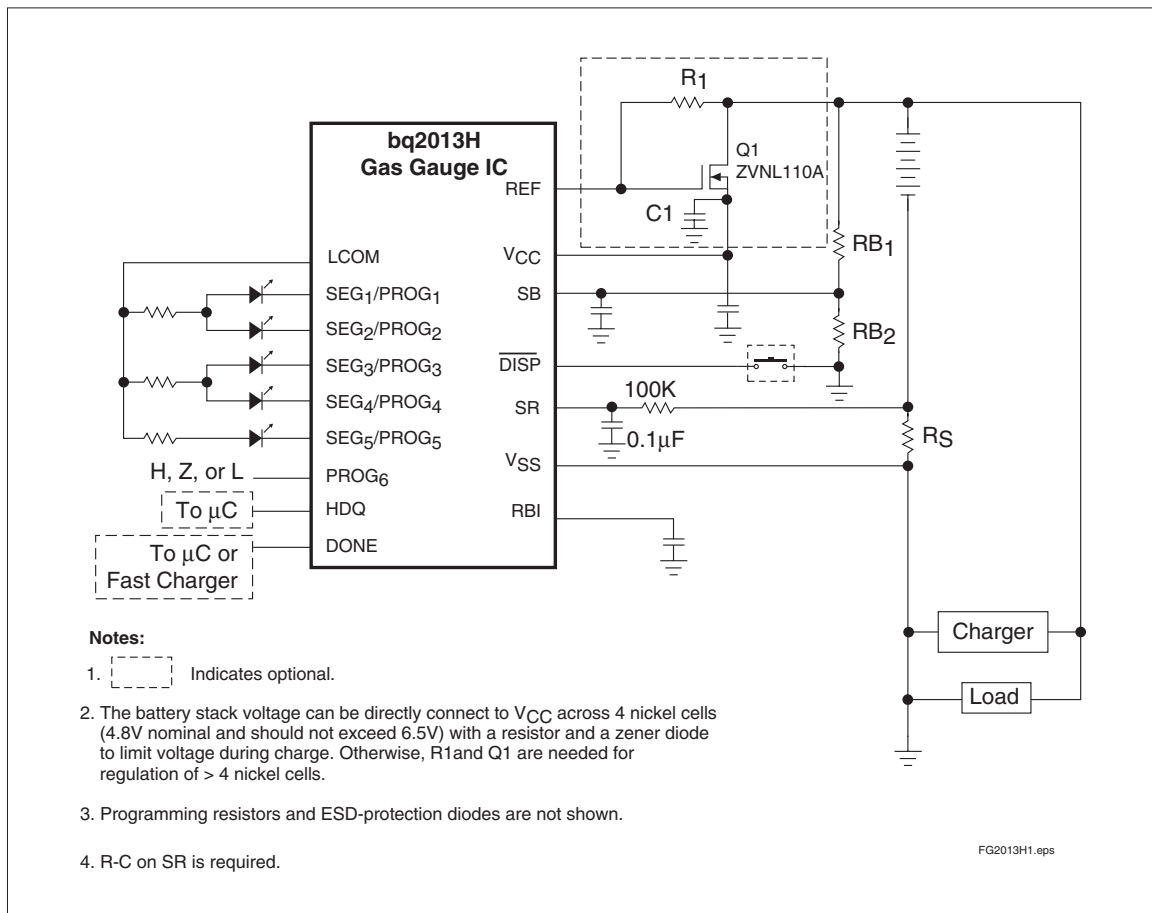 bq2013H
Gas Gauge IC
R1
Q1
ZVNL110A
C1
REF
VCC
SB
DISP
SR
VSS
RBI
LCOM
SEG1/PROG1
SEG2/PROG2
SEG3/PROG3
SEG4/PROG4
SEG5/PROG5
PROG6
HDQ
DONE
H, Z, or L
To μC
To μC or
Fast Charger
RB1
RB2
100K
0.1μF
RS
Charger
Load
Notes:
1. Indicates optional.
2. The battery stack voltage can be directly connect to VCC across 4 nickel cells
(4.8V nominal and should not exceed 6.5V) with a resistor and a zener diode
to limit voltage during charge. Otherwise, R1and Q1 are needed for
regulation of > 4 nickel cells.
3. Programming resistors and ESD-protection diodes are not shown.
4. R-C on SR is required.
FG2013H1.eps